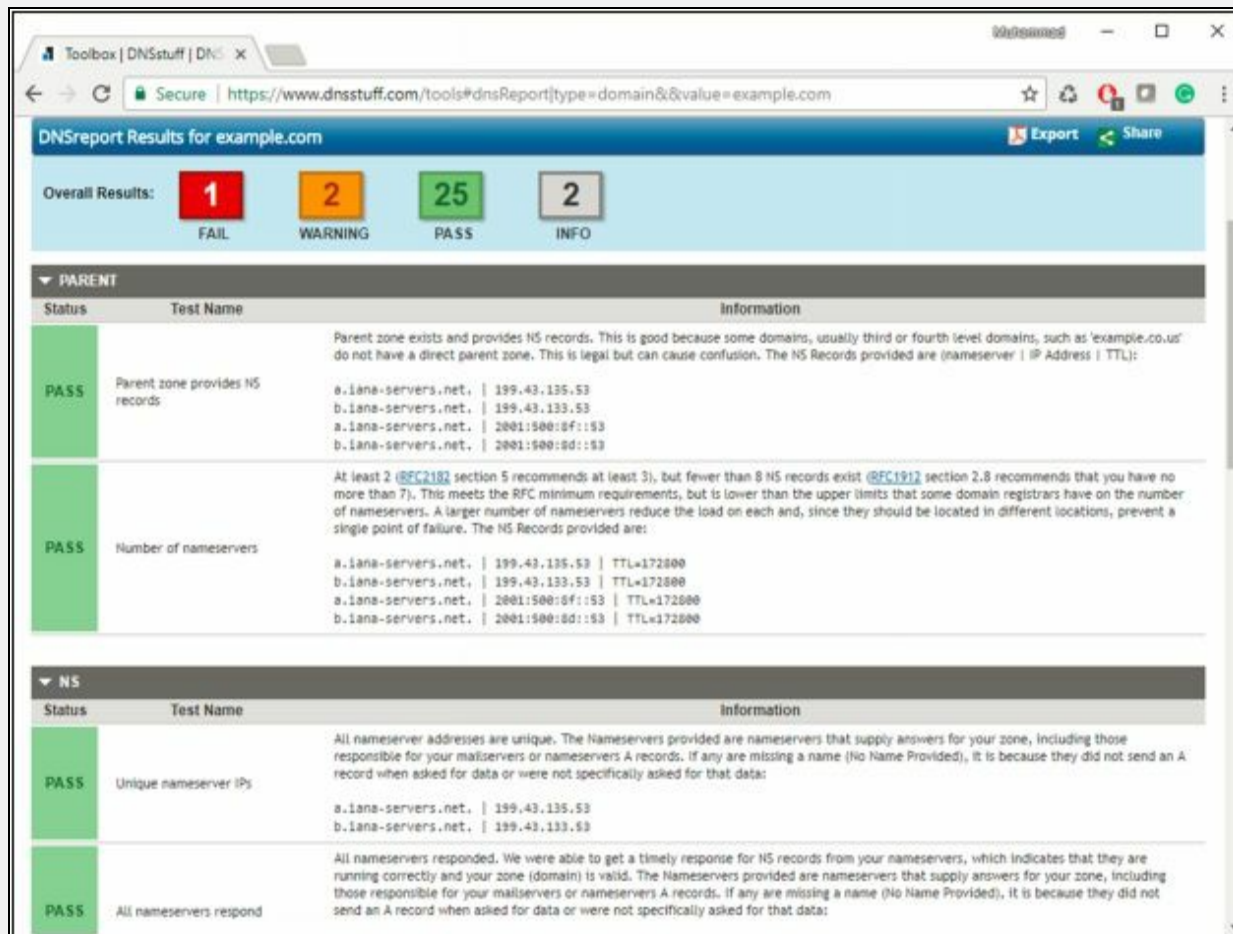 Toolbox | DNSstuff | DNS
Secure | https://www.dnsstuff.com/tools#dnsReport|type=domain&&value=example.com
DNSreport Results for example.com
Export
Share
Overall Results:
1
2
25
2
FAIL
WARNING
PASS
INFO
PARENT
Status Test Name Information
PASS
Parent zone provides NS
records
Parent zone exists and provides NS records. This is good because some domains, usually third or fourth level domains, such as 'example.co.us'
do not have a direct parent zone. This is legal but can cause confusion. The NS Records provided are (nameserver | IP Address | TTL):
a.iana-servers.net. | 199.43.135.53
b.iana-servers.net. | 199.43.133.53
a.iana-servers.net. | 2001:500:8f::53
b.iana-servers.net. | 2001:500:8d::53
PASS
Number of nameservers
At least 2 (RFC2182 section 5 recommends at least 3), but fewer than 8 NS records exist (RFC1912 section 2.8 recommends that you have no
more than 7). This meets the RFC minimum requirements, but is lower than the upper limits that some domain registrars have on the number
of nameservers. A larger number of nameservers reduce the load on each and, since they should be located in different locations, prevent a
single point of failure. The NS Records provided are:
a.iana-servers.net. | 199.43.135.53 | TTL=172800
b.iana-servers.net. | 199.43.133.53 | TTL=172800
a.iana-servers.net. | 2001:500:8f::53 | TTL=172800
b.iana-servers.net. | 2001:500:8d::53 | TTL=172800
NS
Status Test Name Information
PASS
Unique nameserver IPs
All nameserver addresses are unique. The Nameservers provided are nameservers that supply answers for your zone, including those
responsible for your mailservers or nameservers A records. If any are missing a name (No Name Provided), it is because they did not send an A
record when asked for data or were not specifically asked for that data:
a.iana-servers.net. | 199.43.135.53
b.iana-servers.net. | 199.43.133.53
PASS
All nameservers respond
All nameservers responded. We were able to get a timely response for NS records from your nameservers, which indicates that they are
running correctly and your zone (domain) is valid. The Nameservers provided are nameservers that supply answers for your zone, including
those responsible for your mailservers or nameservers A records. If any are missing a name (No Name Provided), it is because they did not
send an A record when asked for data or were not specifically asked for that data: